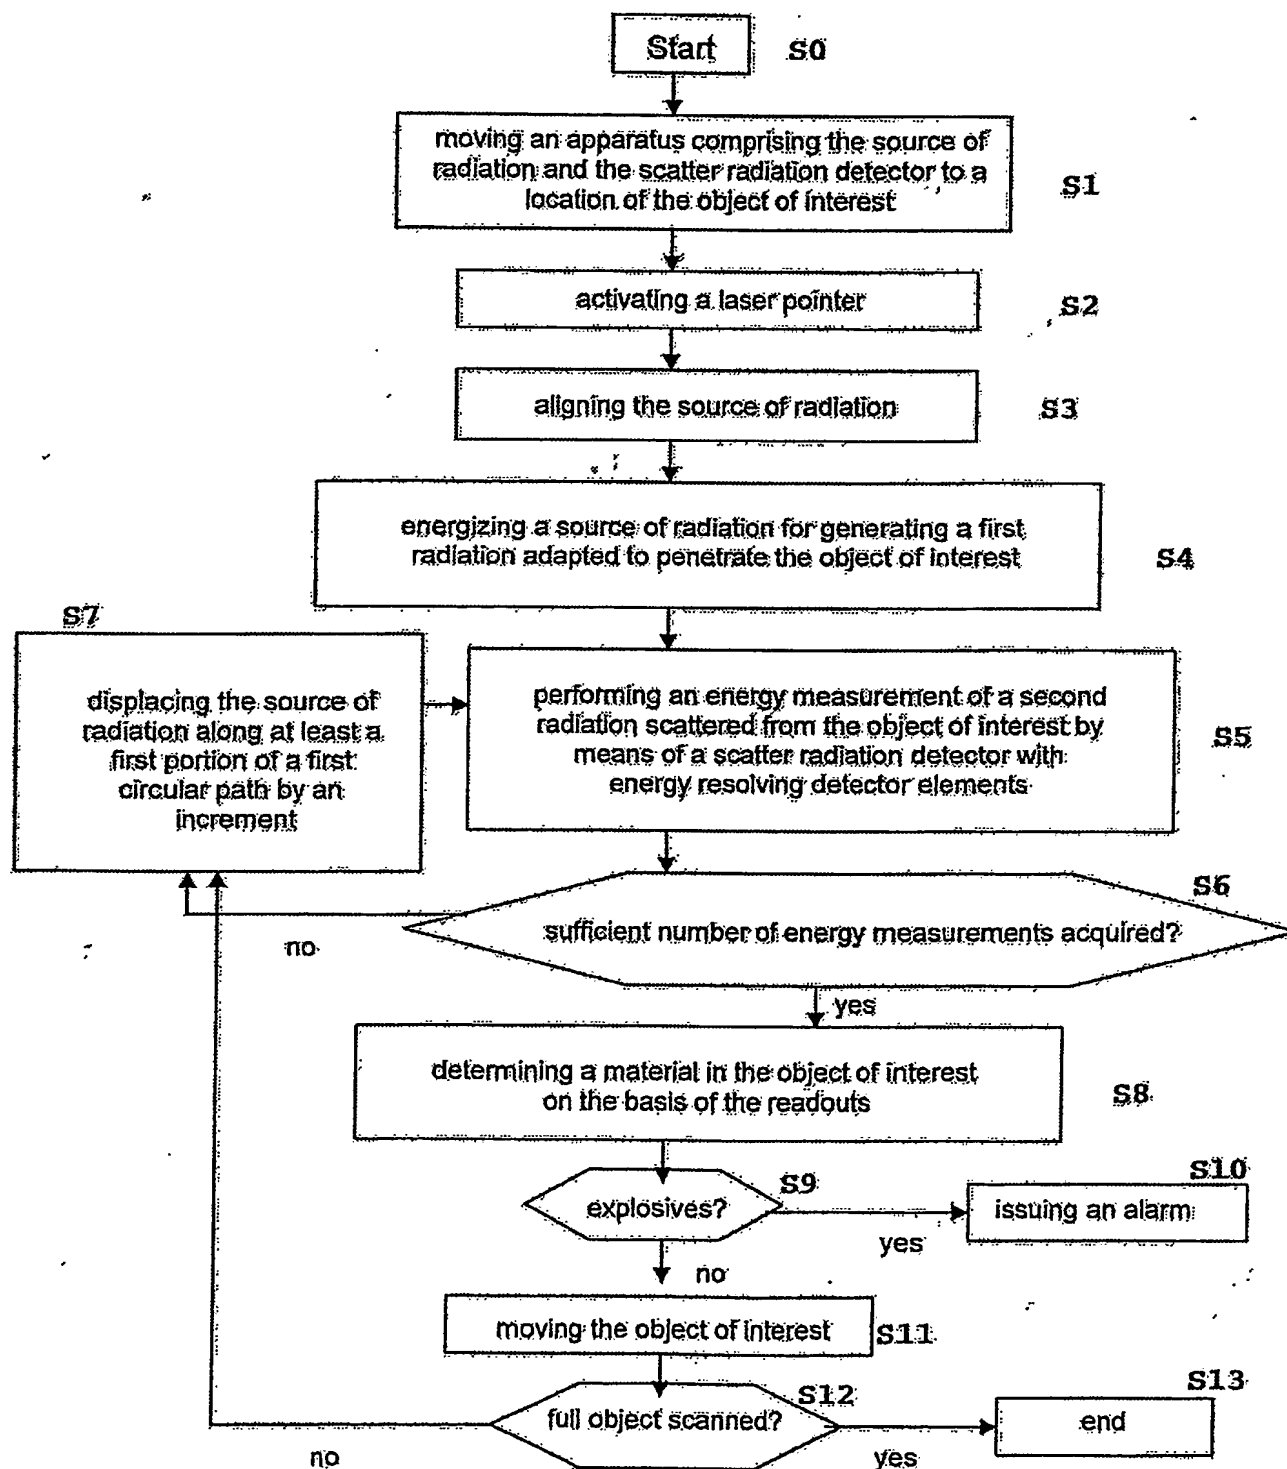 Start S0
moving an apparatus comprising the source of
radiation and the scatter radiation detector to a
location of the object of interest
S1
activating a laser pointer
S2
aligning the source of radiation
S3
energizing a source of radiation for generating a first
radiation adapted to penetrate the object of interest
S4
S7
displacing the source of
radiation along at least a
first portion of a first
circular path by an
increment
performing an energy measurement of a second
radiation scattered from the object of interest by
means of a scatter radiation detector with
energy resolving detector elements
S5
S6
sufficient number of energy measurements acquired?
no
yes
determining a material in the object of interest
on the basis of the readouts
S8
explosives?
S9
S10
issuing an alarm
yes
no
moving the object of interest
S11
S12
full object scanned?
S13
end
no
yes